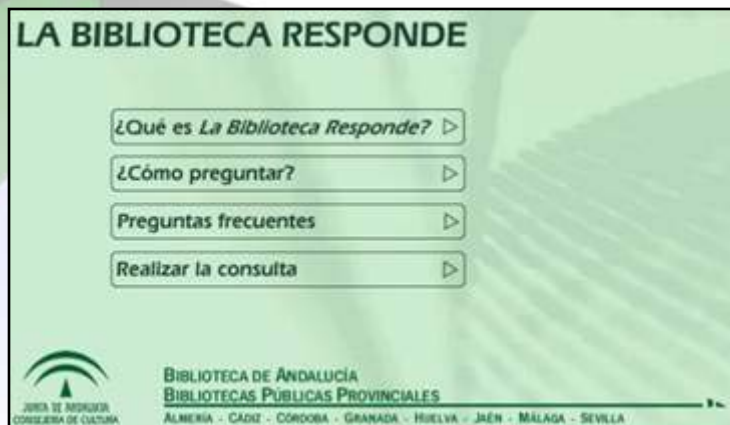 LA BIBLIOTECA RESPONDE
¿Qué es La Biblioteca Responde?
¿Cómo preguntar?
Preguntas frecuentes
Realizar la consulta
BIBLIOTECA DE ANDALUCÍA
BIBLIOTECAS PÚBLICAS PROVINCIALES
JUNTA DE ANDALUCIA
CONSEJERIA DE CULTURA
ALMERÍA - CÁDIZ - CÓRDOBA - GRANADA - HUELVA - JAÉN - MÁLAGA - SEVILLA